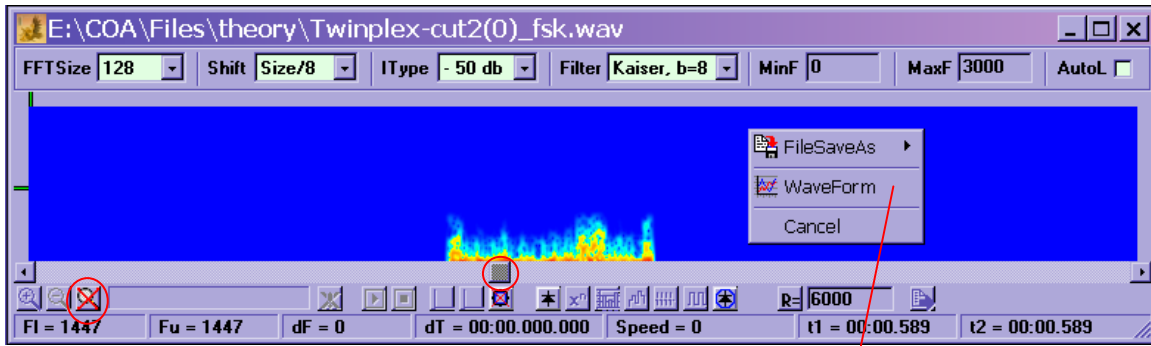 E:\COA\Files\theory\Twinplex-cut2(0)_fsk.wav
FFTSize 128 Shift Size/8 IType - 50 db Filter Kaiser, b=8 MinF 0 MaxF 3000 AutoL
FileSaveAs
WaveForm
Cancel
xⁿ R= 6000
Fl = 1447 Fu = 1447 dF = 0 dT = 00:00.000.000 Speed = 0 t1 = 00:00.589 t2 = 00:00.589